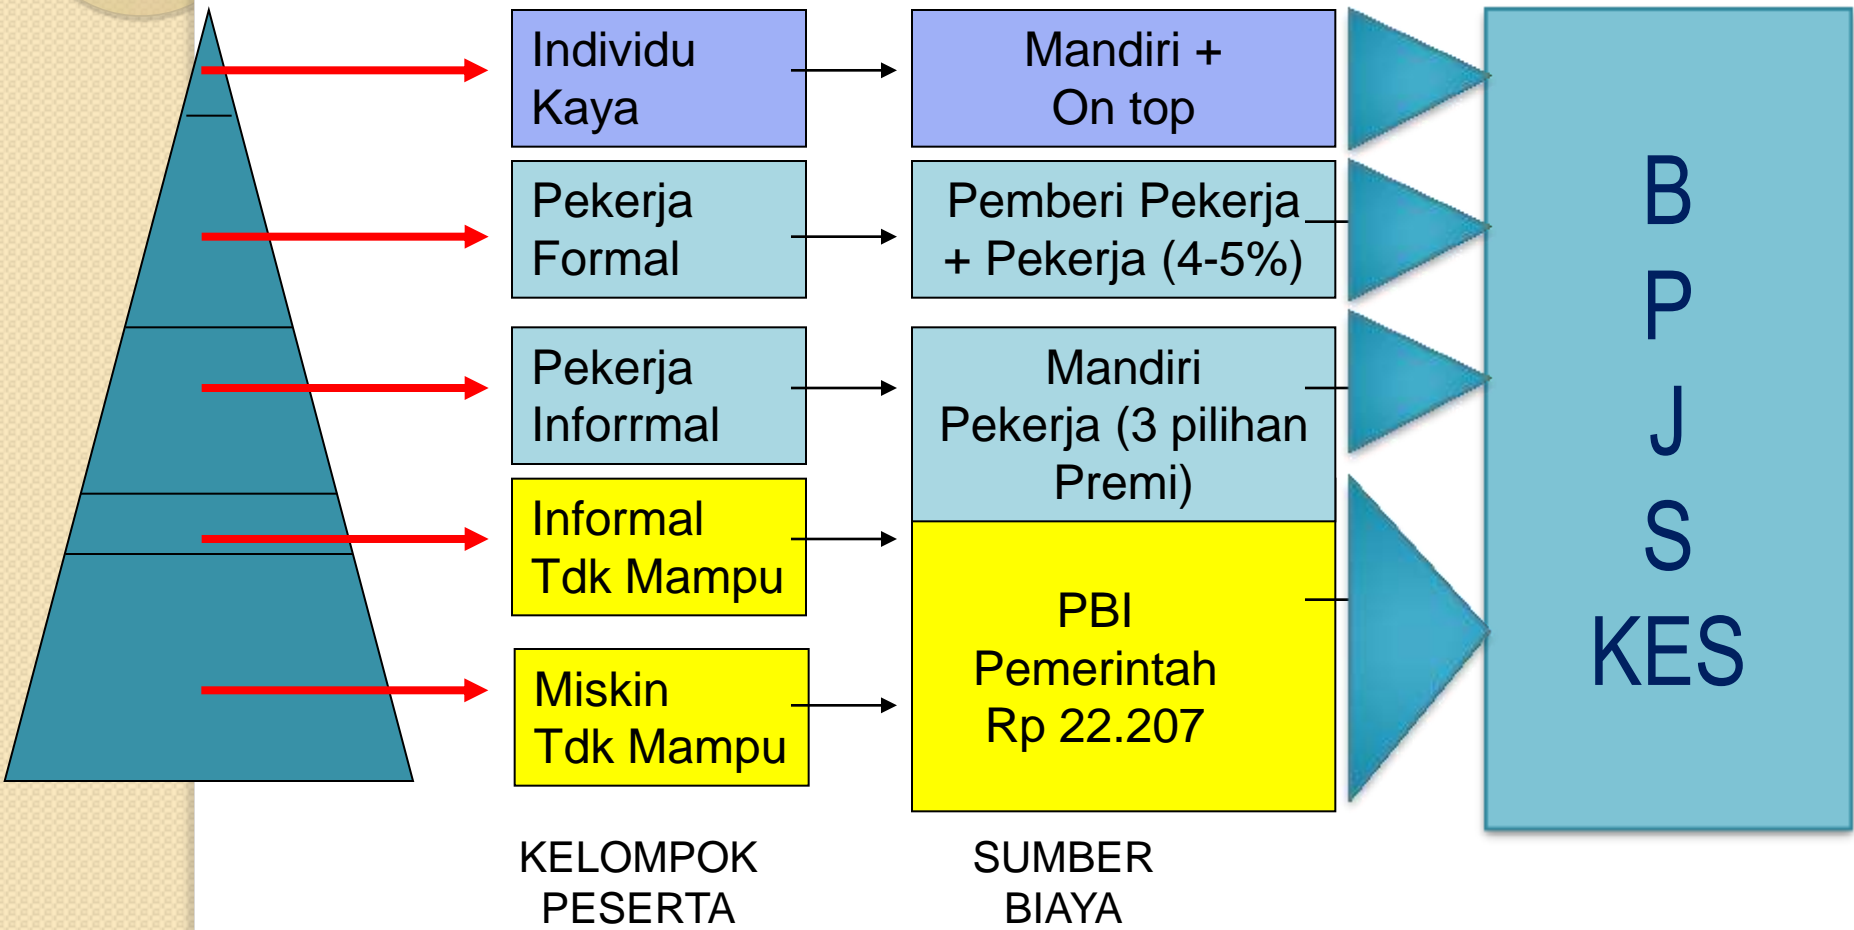 Individu
Kaya
Mandiri +
On top
Pekerja
Formal
Pemberi Pekerja
+ Pekerja (4-5%)
Pekerja
Inforrmal
Mandiri
Pekerja (3 pilihan
Premi)
Informal
Tdk Mampu
Miskin
Tdk Mampu
PBI
Pemerintah
Rp 22.207
B
P
J
S
KES
KELOMPOK
PESERTA
SUMBER
BIAYA